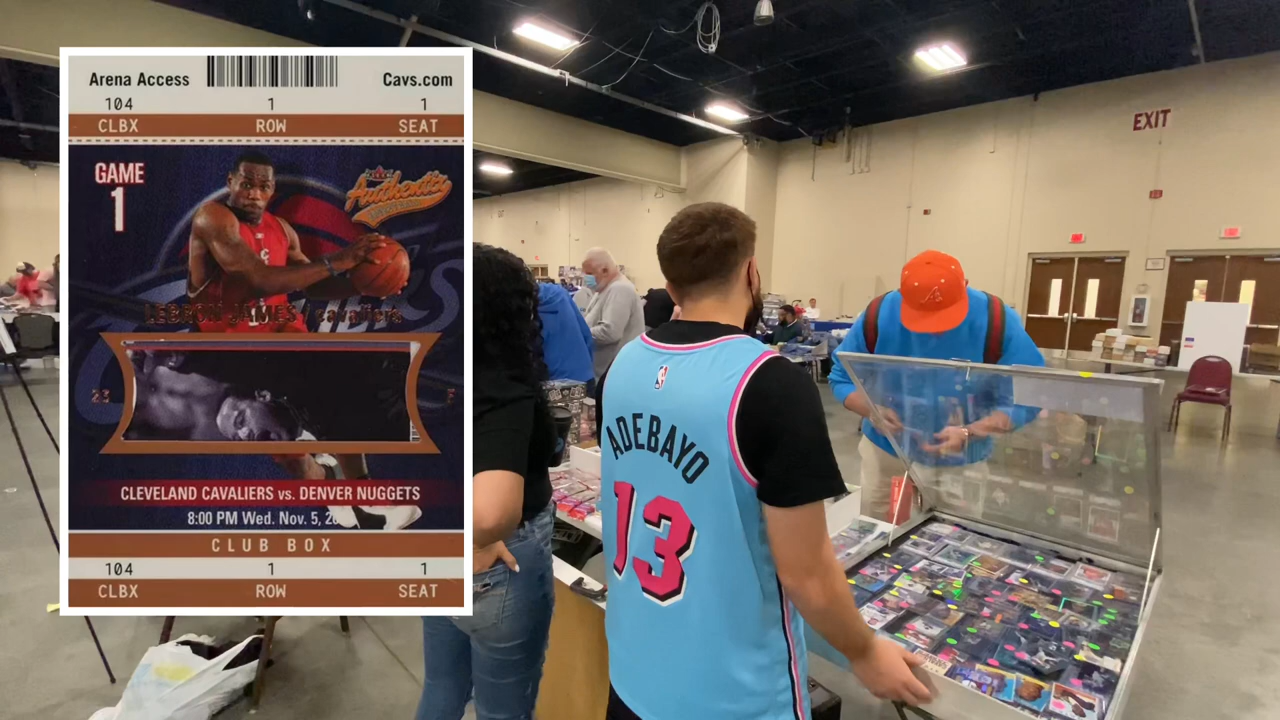 Arena Access Cavs.com
104 1 1
CLBX ROW SEAT
GAME
1
Authentix
LEBRON JAMES / cavaliers
23
CLEVELAND CAVALIERS vs. DENVER NUGGETS
8:00 PM Wed. Nov. 5, 20
CLUB BOX
104 1 1
CLBX ROW SEAT
ADEBAYO
13
EXIT